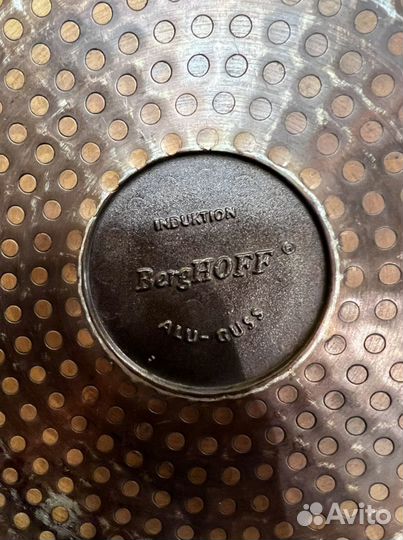 INDUKTION
BergHOFF ©
ALU-GUSS
Avito